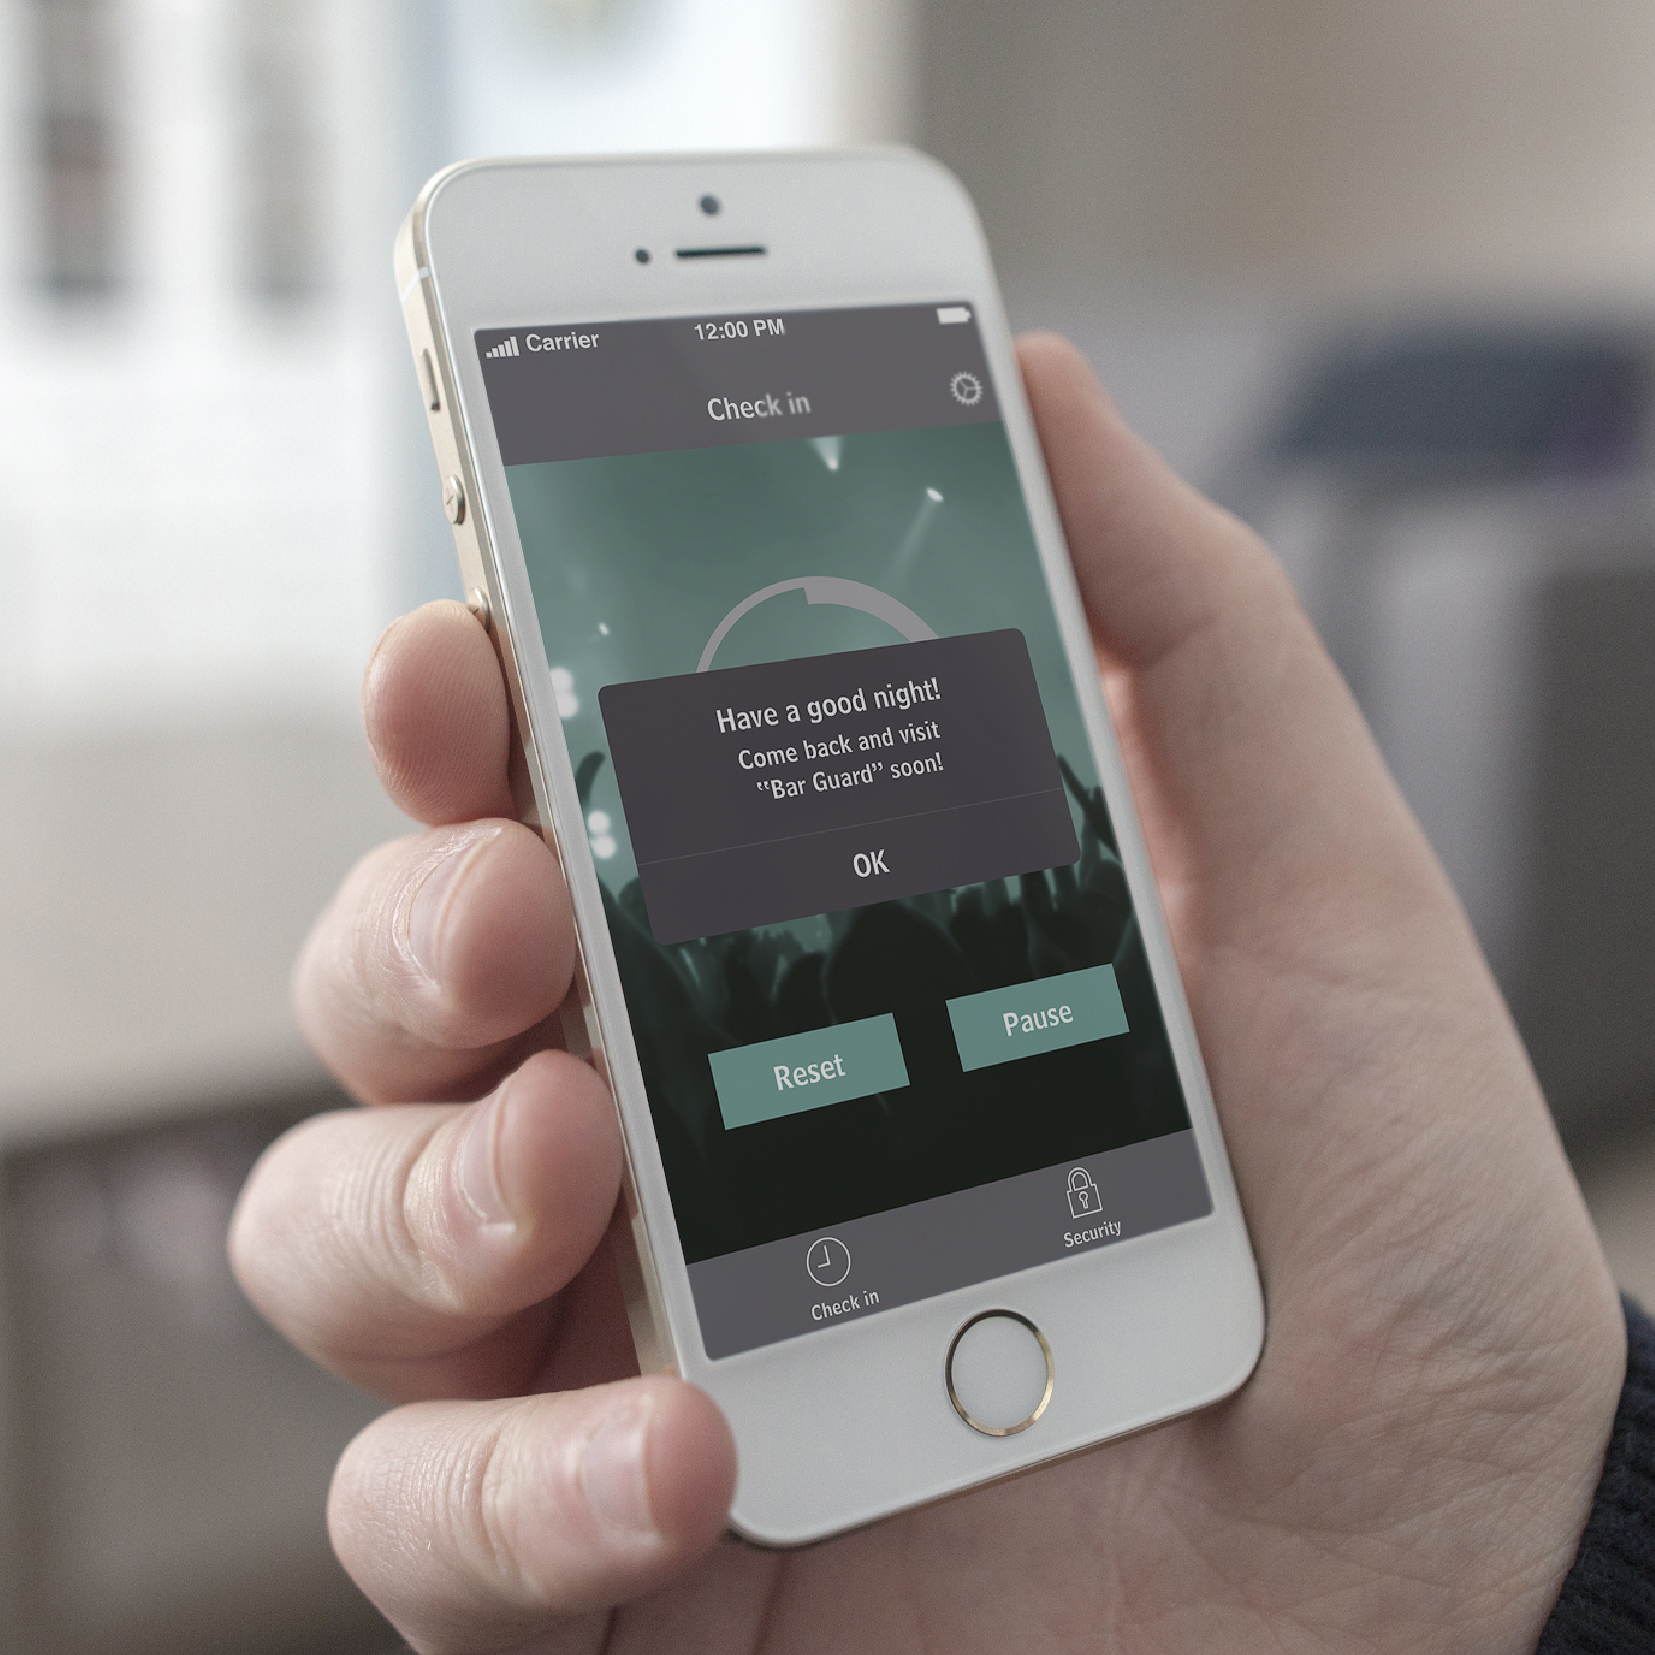 Carrier
12:00 PM
Check in
Have a good night!
Come back and visit
“Bar Guard” soon!
OK
Reset
Pause
Check in
Security